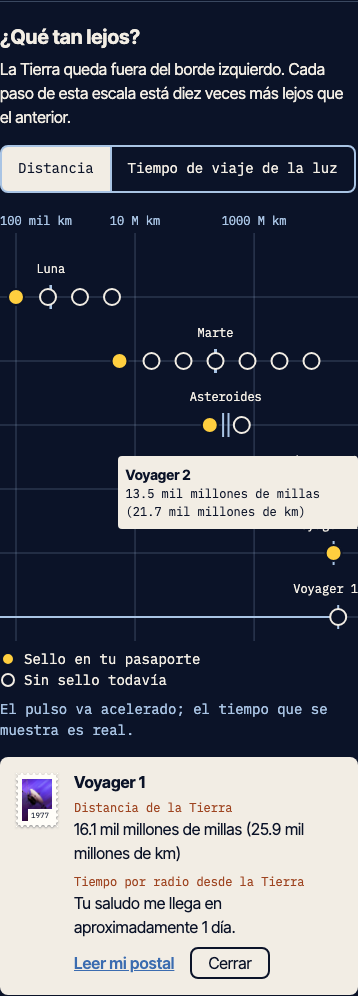 ¿Qué tan lejos?
La Tierra queda fuera del borde izquierdo. Cada
paso de esta escala está diez veces más lejos que
el anterior.
Distancia
Tiempo de viaje de la luz
100 mil km
10 M km
1000 M km
Luna
Marte
Asteroides
Voyager 2
13.5 mil millones de millas
(21.7 mil millones de km)
Voyager 1
Sello en tu pasaporte
Sin sello todavía
El pulso va acelerado; el tiempo que se
muestra es real.
1977
Voyager 1
Distancia de la Tierra
16.1 mil millones de millas (25.9 mil
millones de km)
Tiempo por radio desde la Tierra
Tu saludo me llega en
aproximadamente 1 día.
Leer mi postal
Cerrar